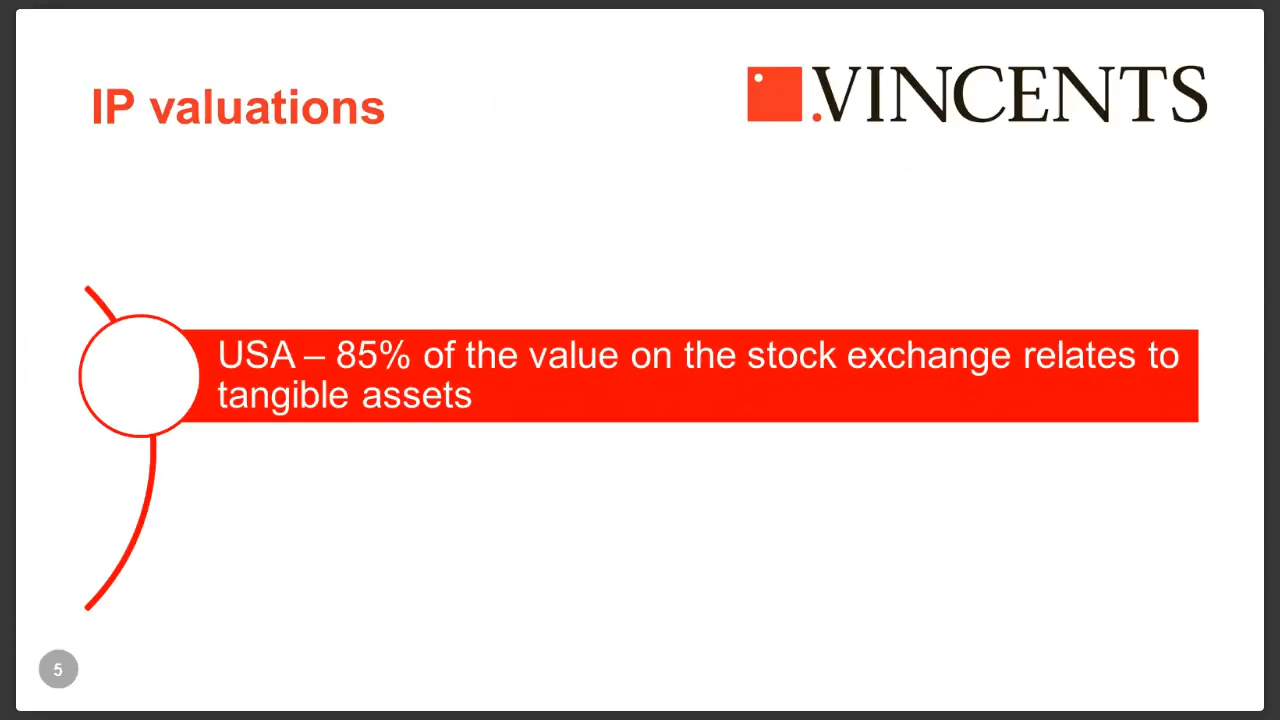 IP valuations
.VINCENTS
USA – 85% of the value on the stock exchange relates to
tangible assets
5